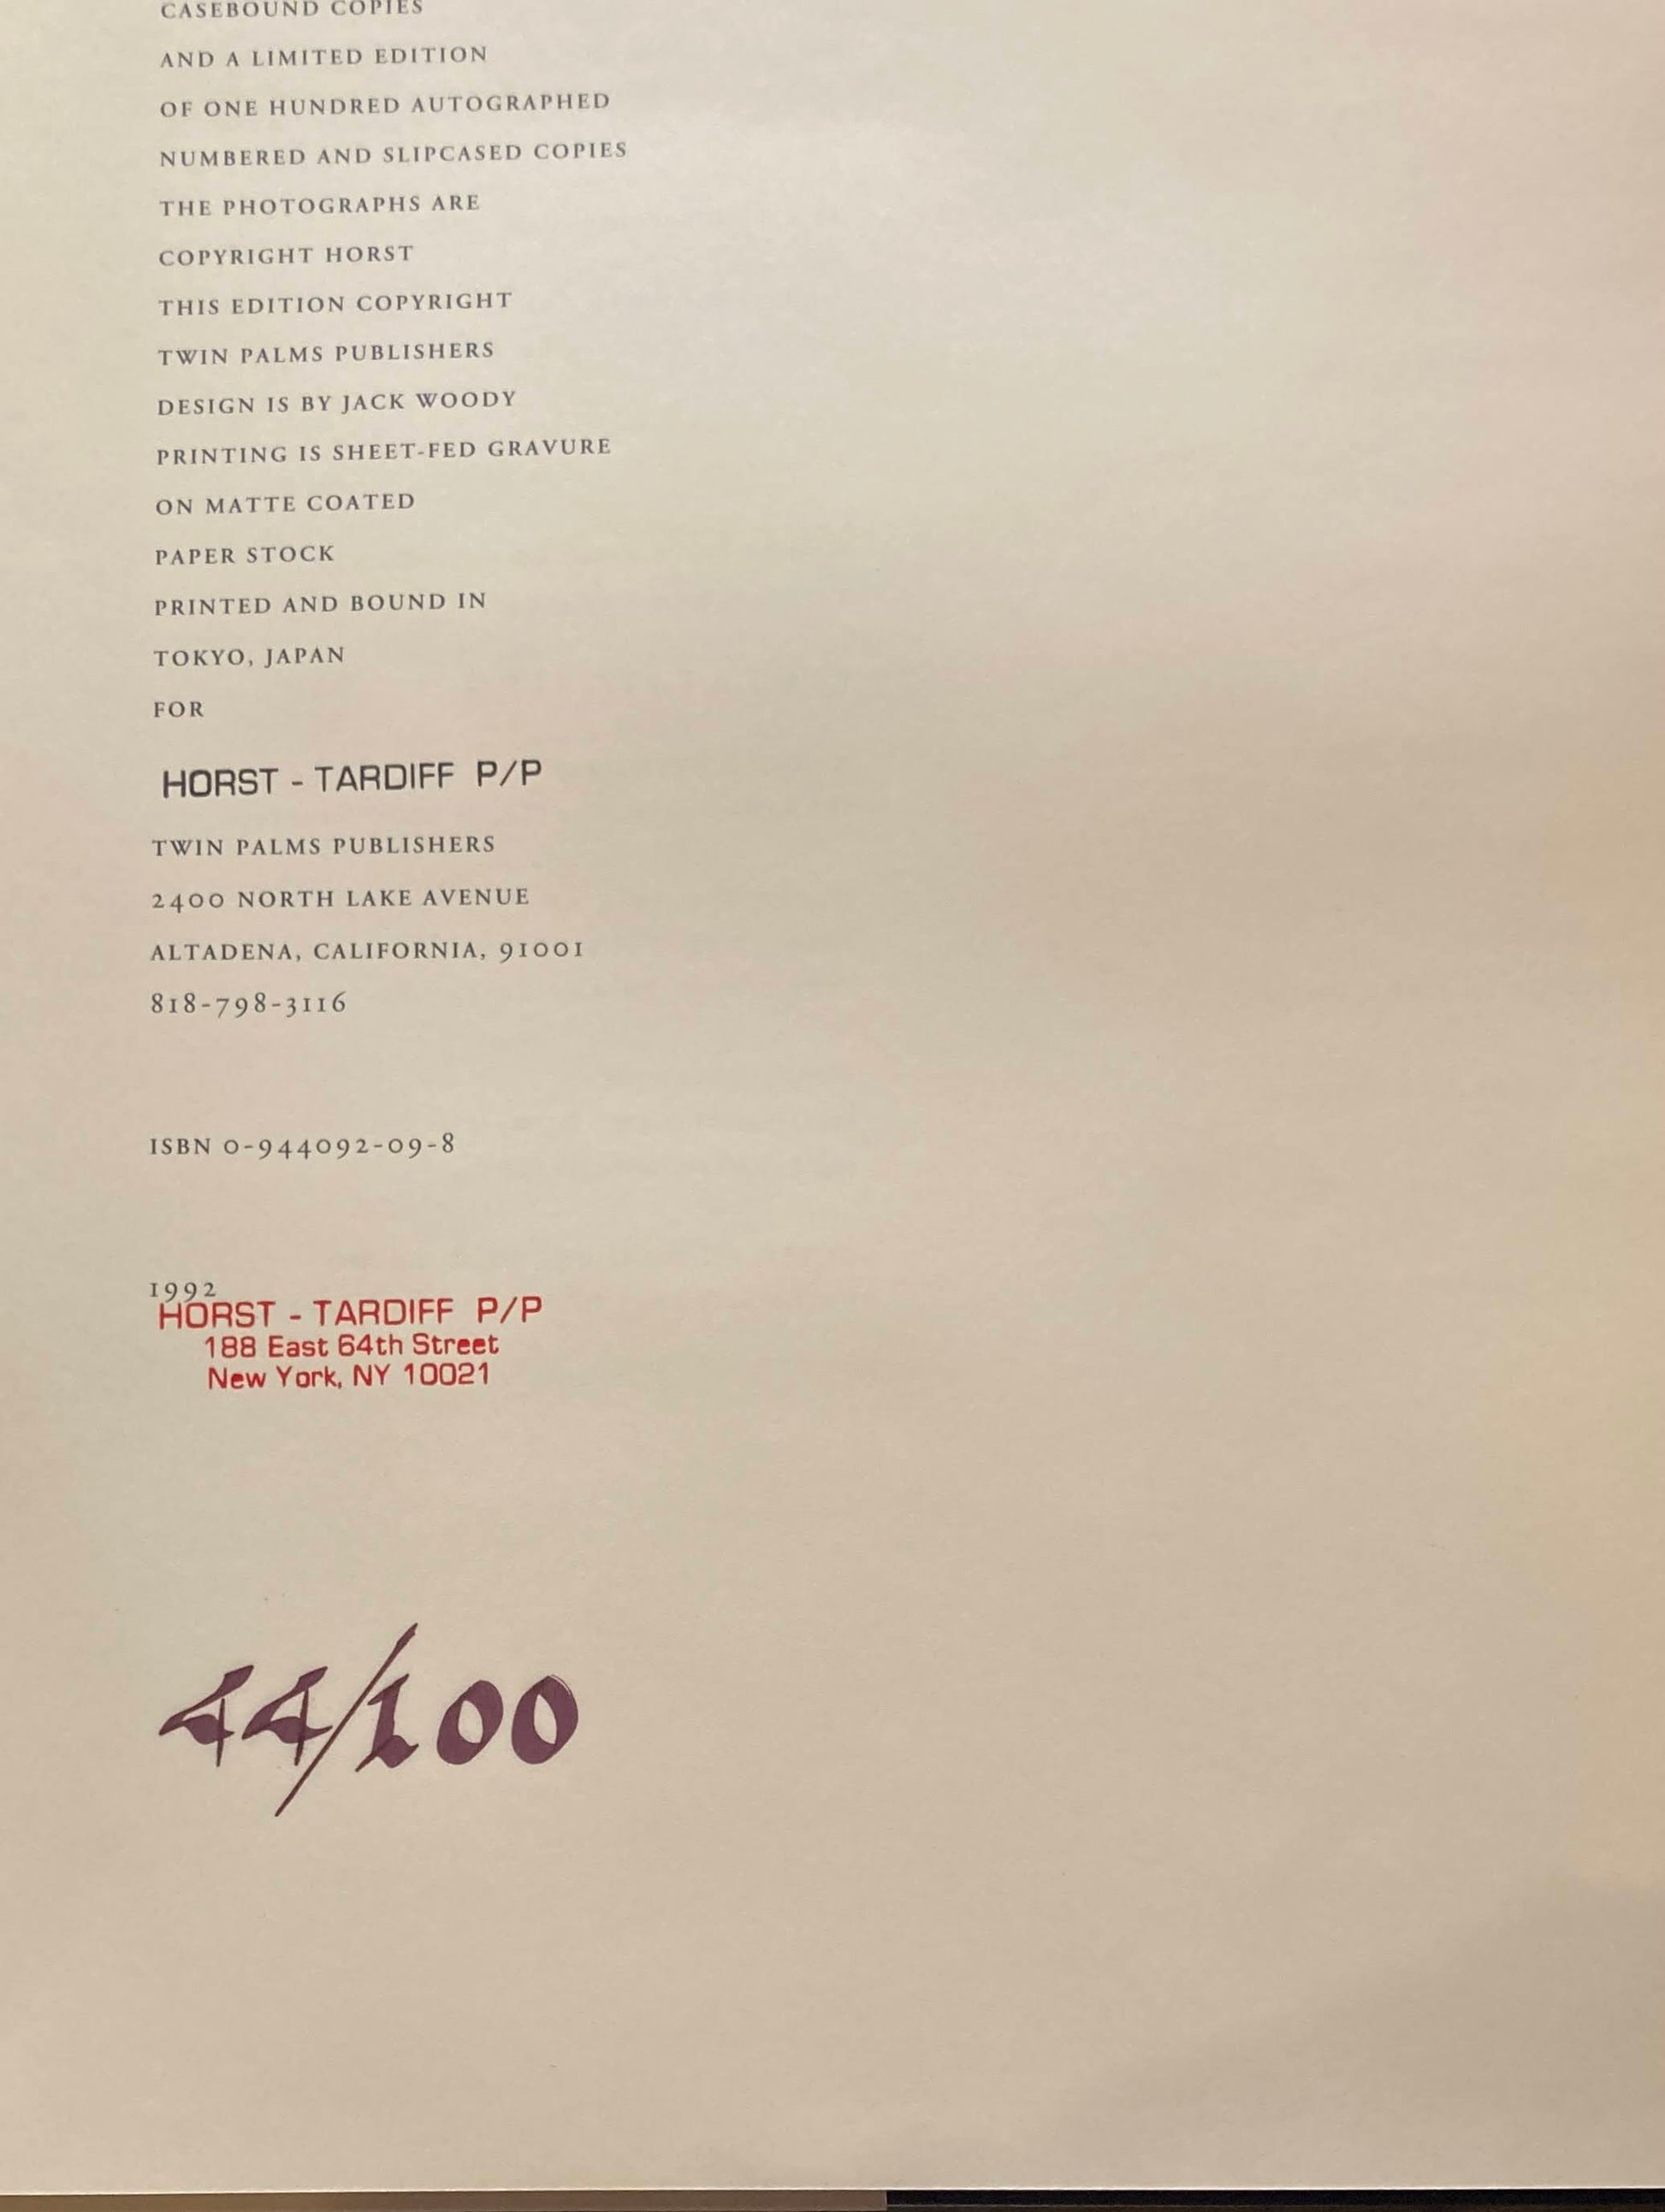 CASEBOUND COPIES
AND A LIMITED EDITION
OF ONE HUNDRED AUTOGRAPHED
NUMBERED AND SLIPCASED COPIES
THE PHOTOGRAPHS ARE
COPYRIGHT HORST
THIS EDITION COPYRIGHT
TWIN PALMS PUBLISHERS
DESIGN IS BY JACK WOODY
PRINTING IS SHEET-FED GRAVURE
ON MATTE COATED
PAPER STOCK
PRINTED AND BOUND IN
TOKYO, JAPAN
FOR
HORST - TARDIFF P/P
TWIN PALMS PUBLISHERS
2400 NORTH LAKE AVENUE
ALTADENA, CALIFORNIA, 91001
818-798-3116
ISBN 0-944092-09-8
1992
HORST - TARDIFF P/P
188 East 64th Street
New York, NY 10021
44/100